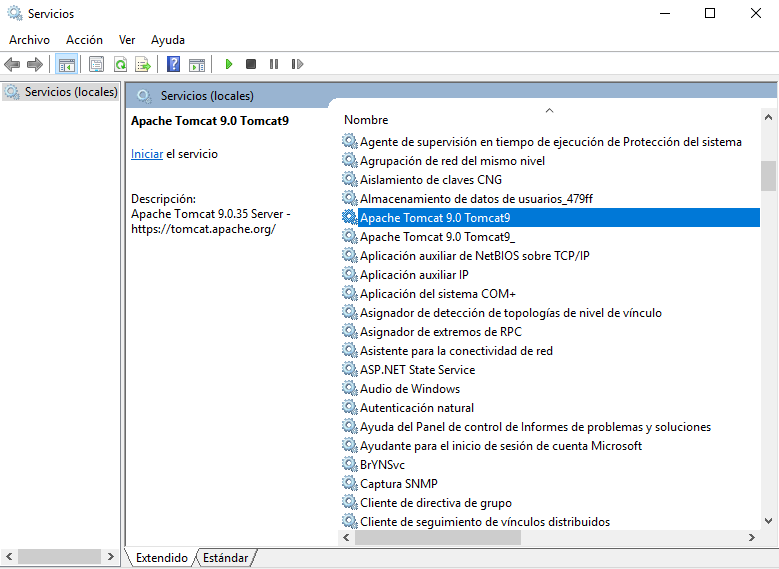 Servicios
Archivo Acción Ver Ayuda
Servicios (locales)
Servicios (locales)
Apache Tomcat 9.0 Tomcat9
Iniciar el servicio
Descripción:
Apache Tomcat 9.0.35 Server -
https://tomcat.apache.org/
Nombre
Agente de supervisión en tiempo de ejecución de Protección del sistema
Agrupación de red del mismo nivel
Aislamiento de claves CNG
Almacenamiento de datos de usuarios_479ff
Apache Tomcat 9.0 Tomcat9
Apache Tomcat 9.0 Tomcat9_
Aplicación auxiliar de NetBIOS sobre TCP/IP
Aplicación auxiliar IP
Aplicación del sistema COM+
Asignador de detección de topologías de nivel de vínculo
Asignador de extremos de RPC
Asistente para la conectividad de red
ASP.NET State Service
Audio de Windows
Autenticación natural
Ayuda del Panel de control de Informes de problemas y soluciones
Ayudante para el inicio de sesión de cuenta Microsoft
BrYNSvc
Captura SNMP
Cliente de directiva de grupo
Cliente de seguimiento de vínculos distribuidos
Extendido Estándar